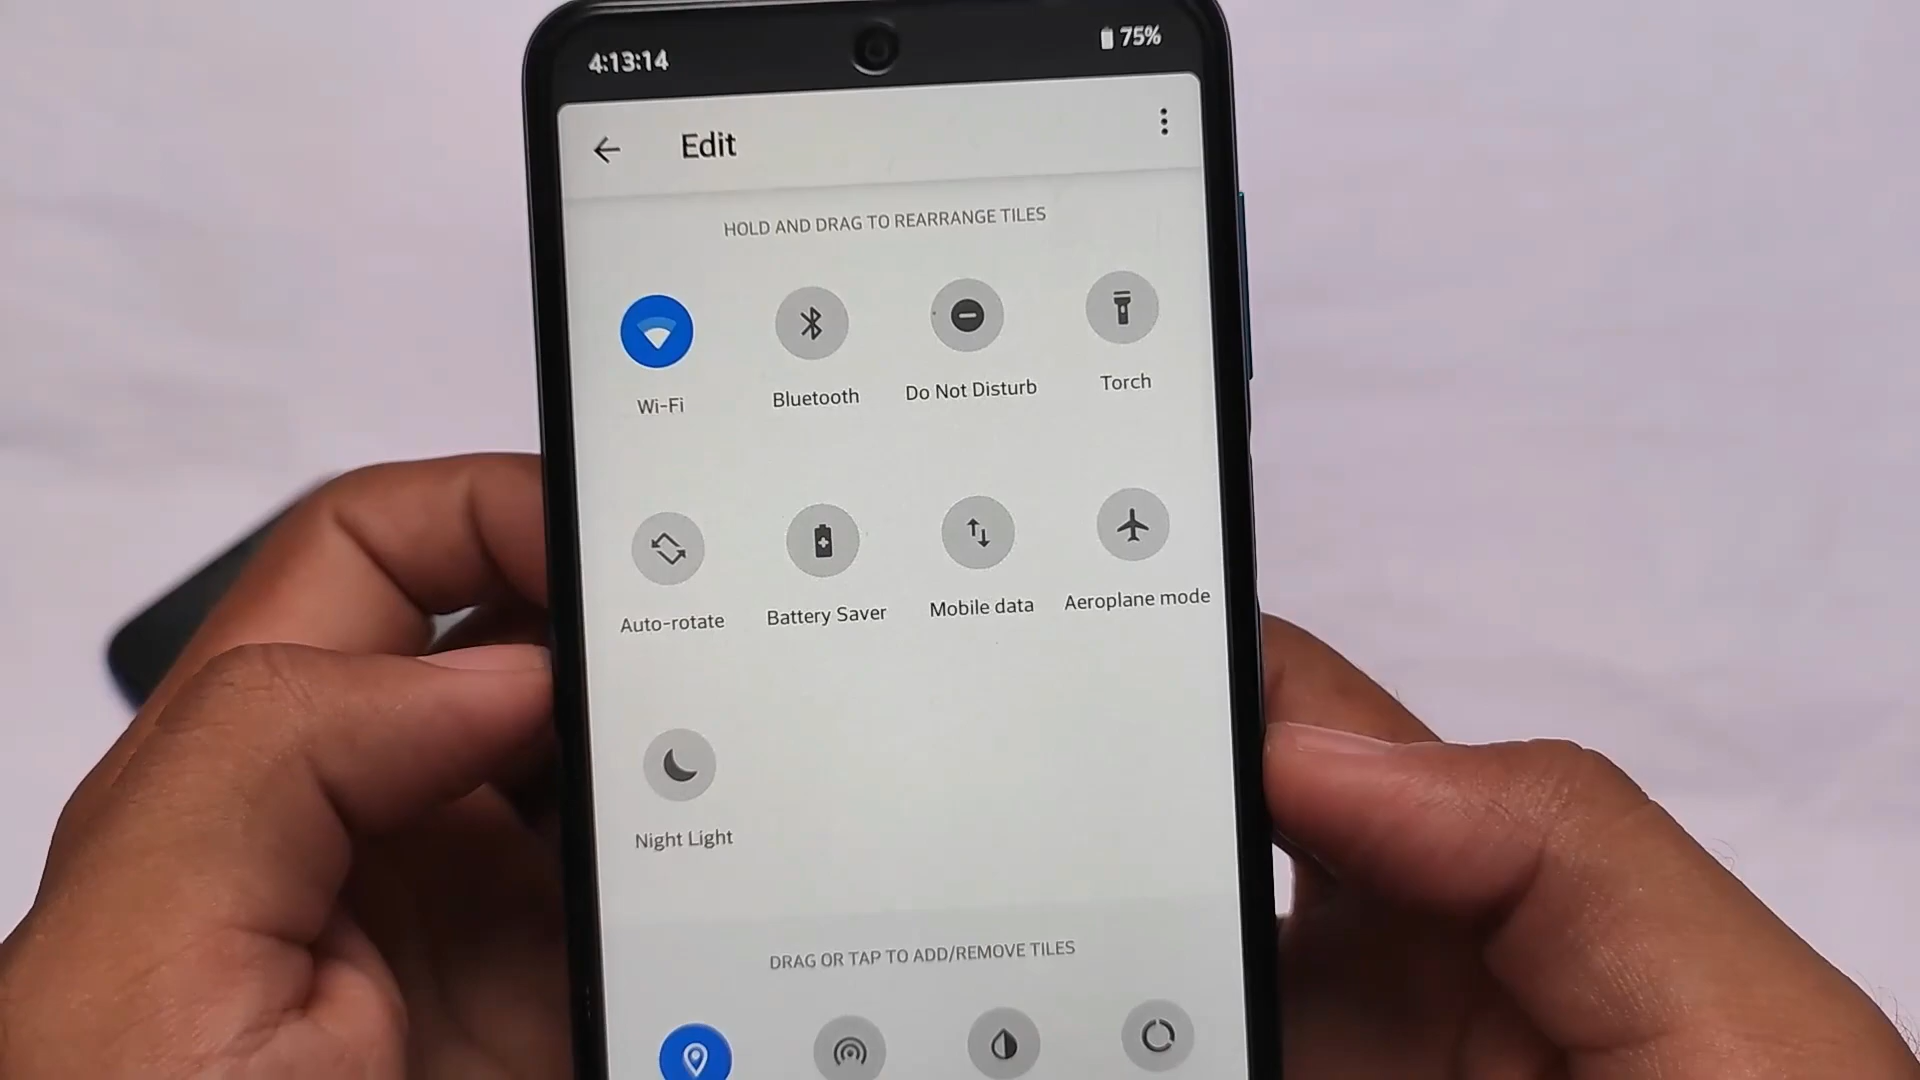 4:13:14
75%
Edit
HOLD AND DRAG TO REARRANGE TILES
Wi-Fi
Bluetooth
Do Not Disturb
Torch
Auto-rotate
Battery Saver
Mobile data
Aeroplane mode
Night Light
DRAG OR TAP TO ADD/REMOVE TILES